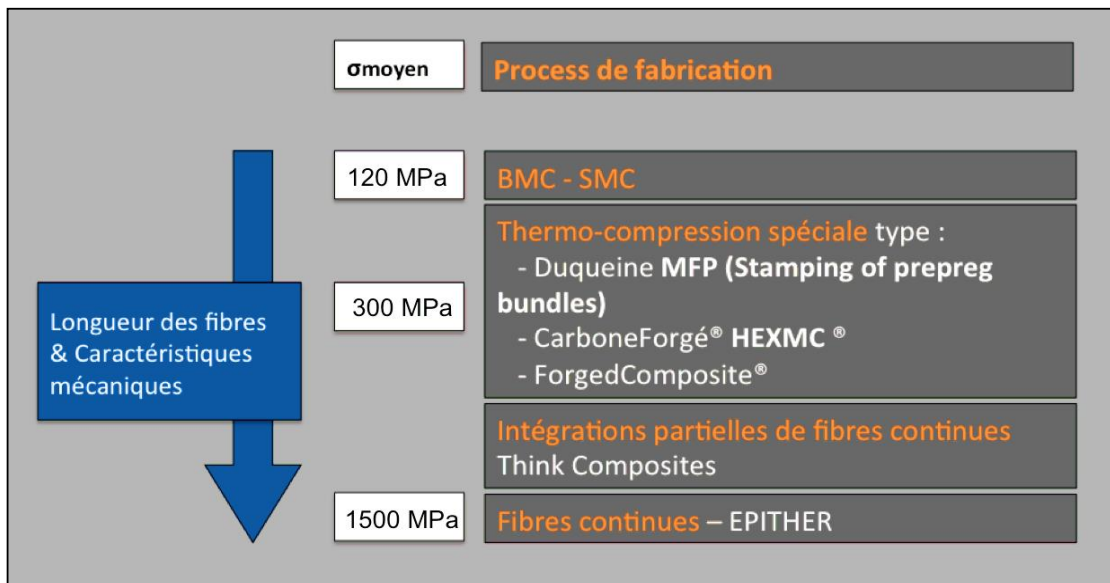 σmoyen
Process de fabrication
120 MPa
BMC - SMC
Thermo-compression spéciale type :
- Duqueine MFP (Stamping of prepreg
bundles)
300 MPa
- CarboneForgé® HEXMC ®
- ForgedComposite®
Longueur des fibres
& Caractéristiques
mécaniques
Intégrations partielles de fibres continues
Think Composites
1500 MPa
Fibres continues – EPITHER